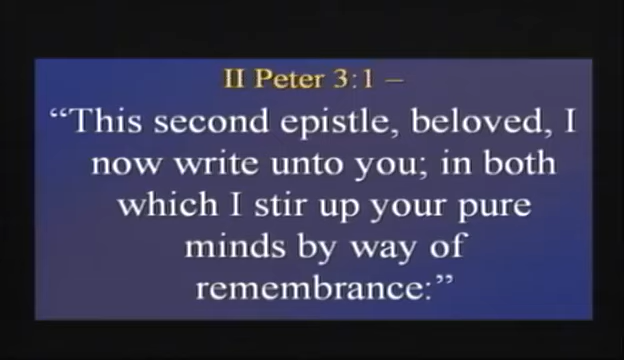 II Peter 3:1 –
“This second epistle, beloved, I
now write unto you; in both
which I stir up your pure
minds by way of
remembrance:”